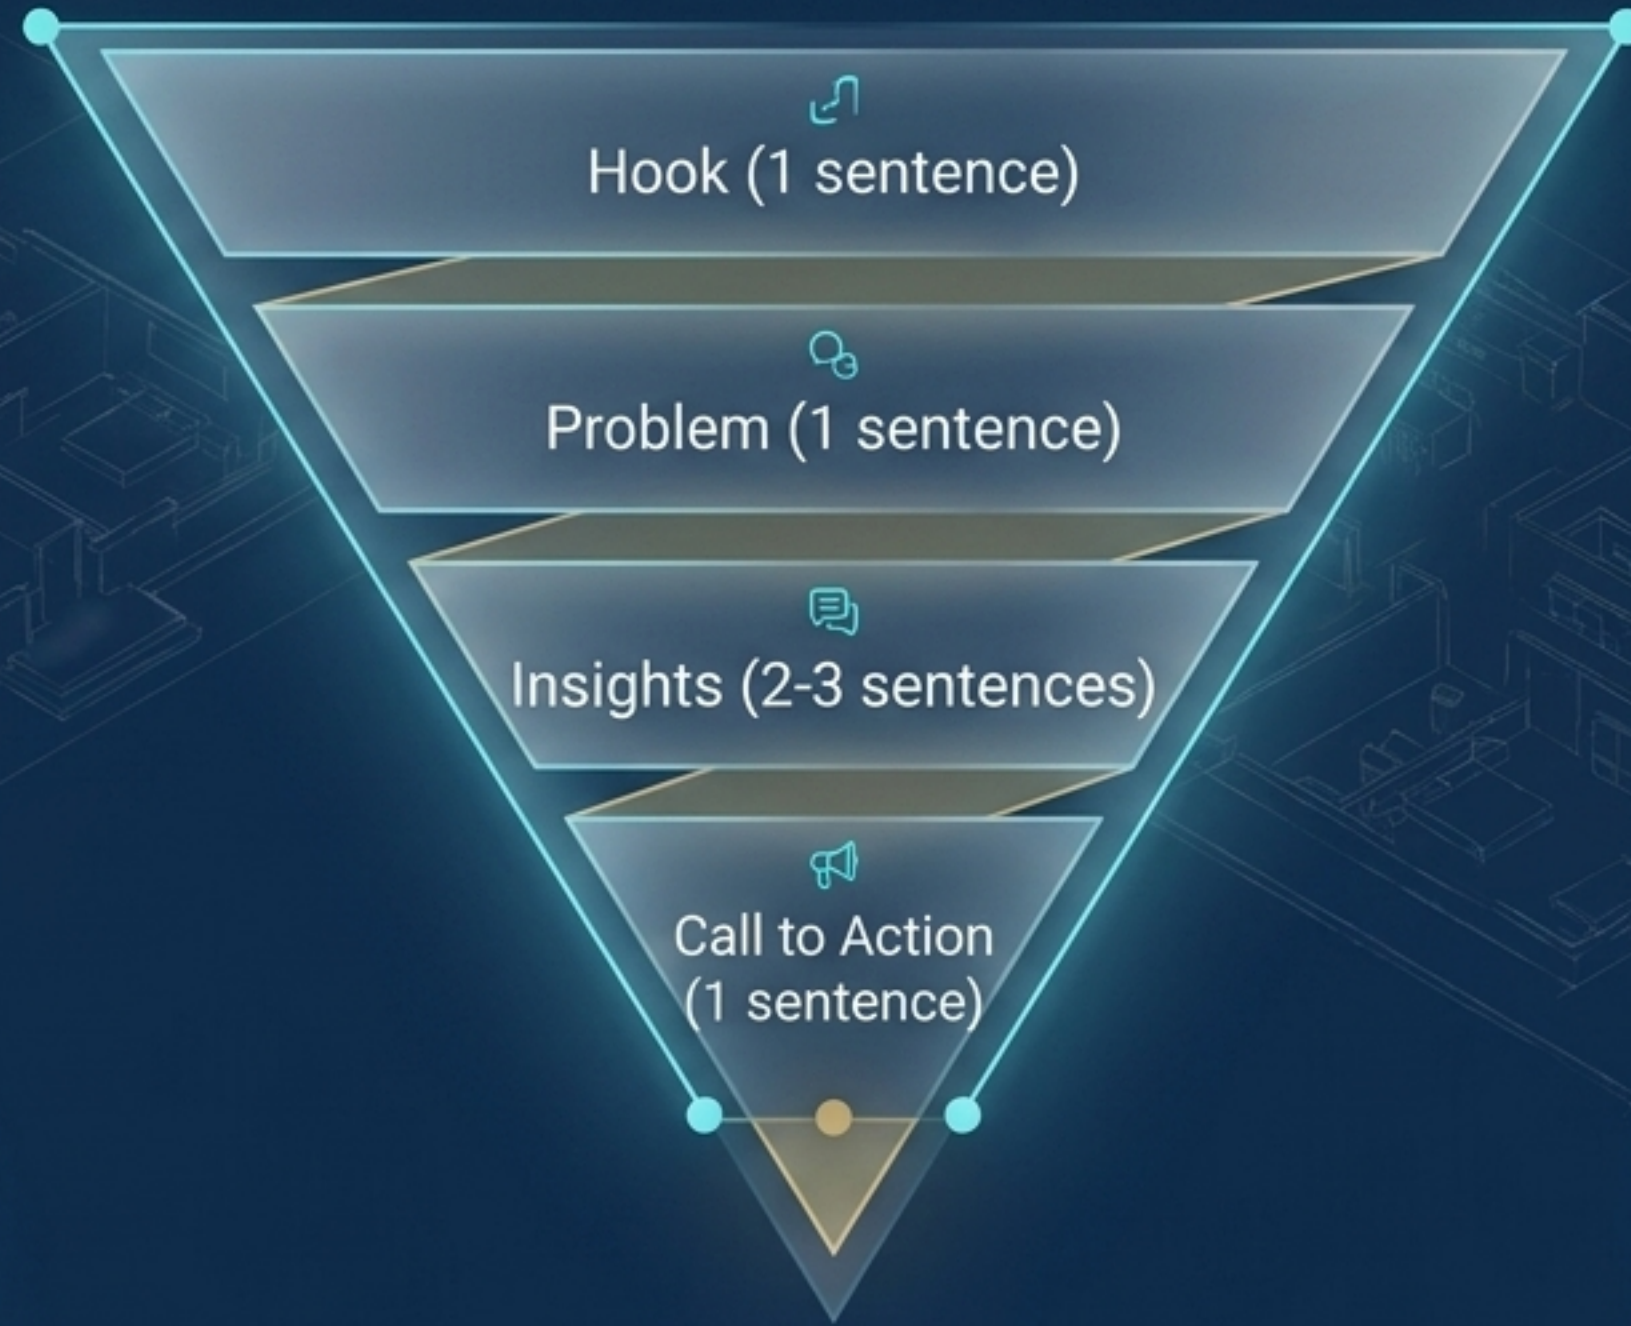 Hook (1 sentence)
Problem (1 sentence)
Insights (2-3 sentences)
Call to Action
(1 sentence)